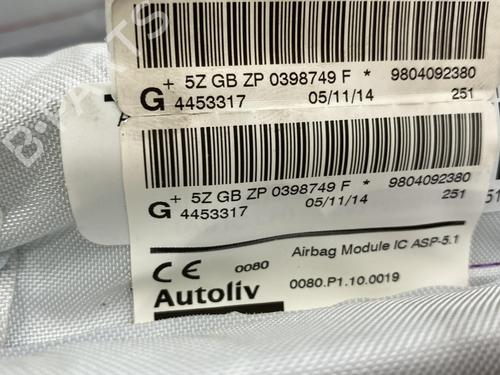 + 5Z GB ZP 0398749 F * 9804092380
G 4453317 05/11/14 251
+ 5Z GB ZP 0398749 F * 9804092380
G 4453317 05/11/14 251
CE 0080 Airbag Module IC ASP-5.1
Autoliv 0080.P1.10.0019